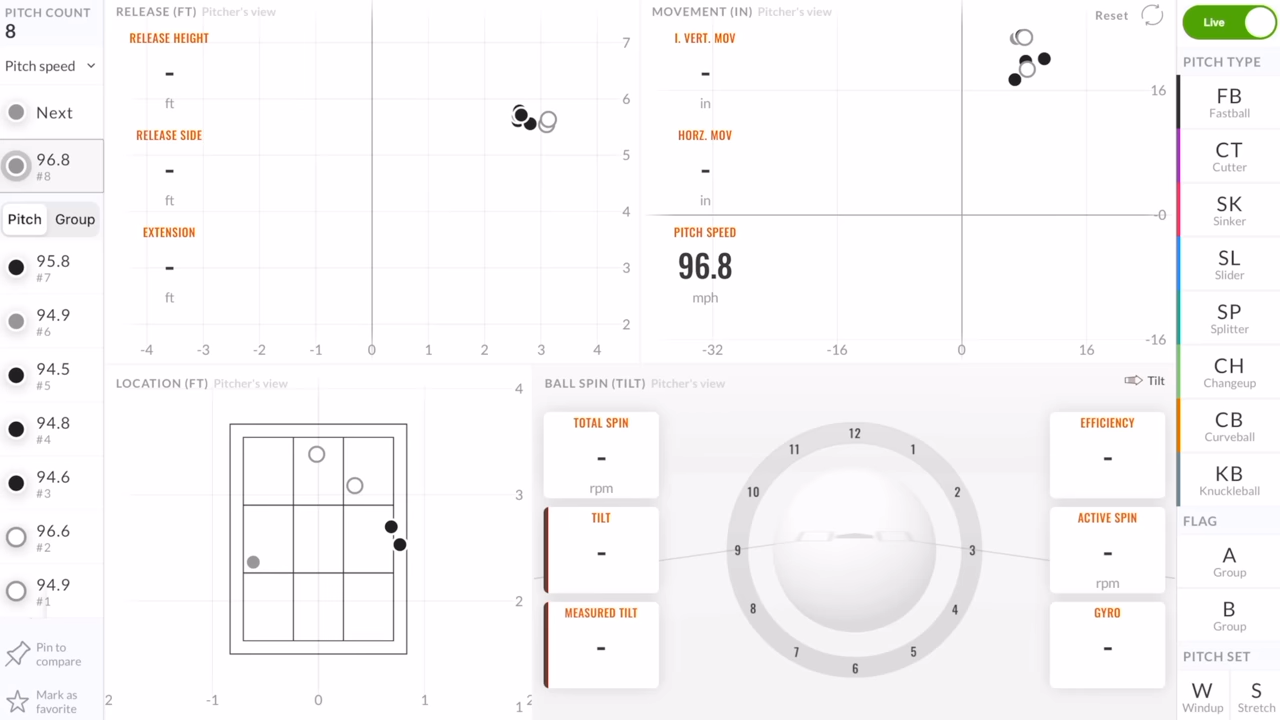 PITCH COUNT
8
Pitch speed
Next
96.8
#8
Pitch Group
95.8
#7
94.9
#6
94.5
#5
94.8
#4
94.6
#3
96.6
#2
94.9
#1
Pin to
compare
Mark as
favorite
RELEASE (FT) Pitcher's view
RELEASE HEIGHT
-
ft
RELEASE SIDE
-
ft
EXTENSION
-
ft
7
6
5
4
3
2
-4 -3 -2 -1 0 1 2 3 4
MOVEMENT (IN) Pitcher's view
Reset
I. VERT. MOV
-
in
HORZ. MOV
-
in
PITCH SPEED
96.8
mph
16
-0
-16
-32 -16 0 16
LOCATION (FT) Pitcher's view
4
3
2
1
2 -1 0 1 2
BALL SPIN (TILT) Pitcher's view
Tilt
TOTAL SPIN
-
rpm
TILT
-
MEASURED TILT
-
12
11 1
10 2
9 3
8 4
7 5
6
EFFICIENCY
-
ACTIVE SPIN
-
rpm
GYRO
-
Live
PITCH TYPE
FB
Fastball
CT
Cutter
SK
Sinker
SL
Slider
SP
Splitter
CH
Changeup
CB
Curveball
KB
Knuckleball
FLAG
A
Group
B
Group
PITCH SET
W S
Windup Stretch